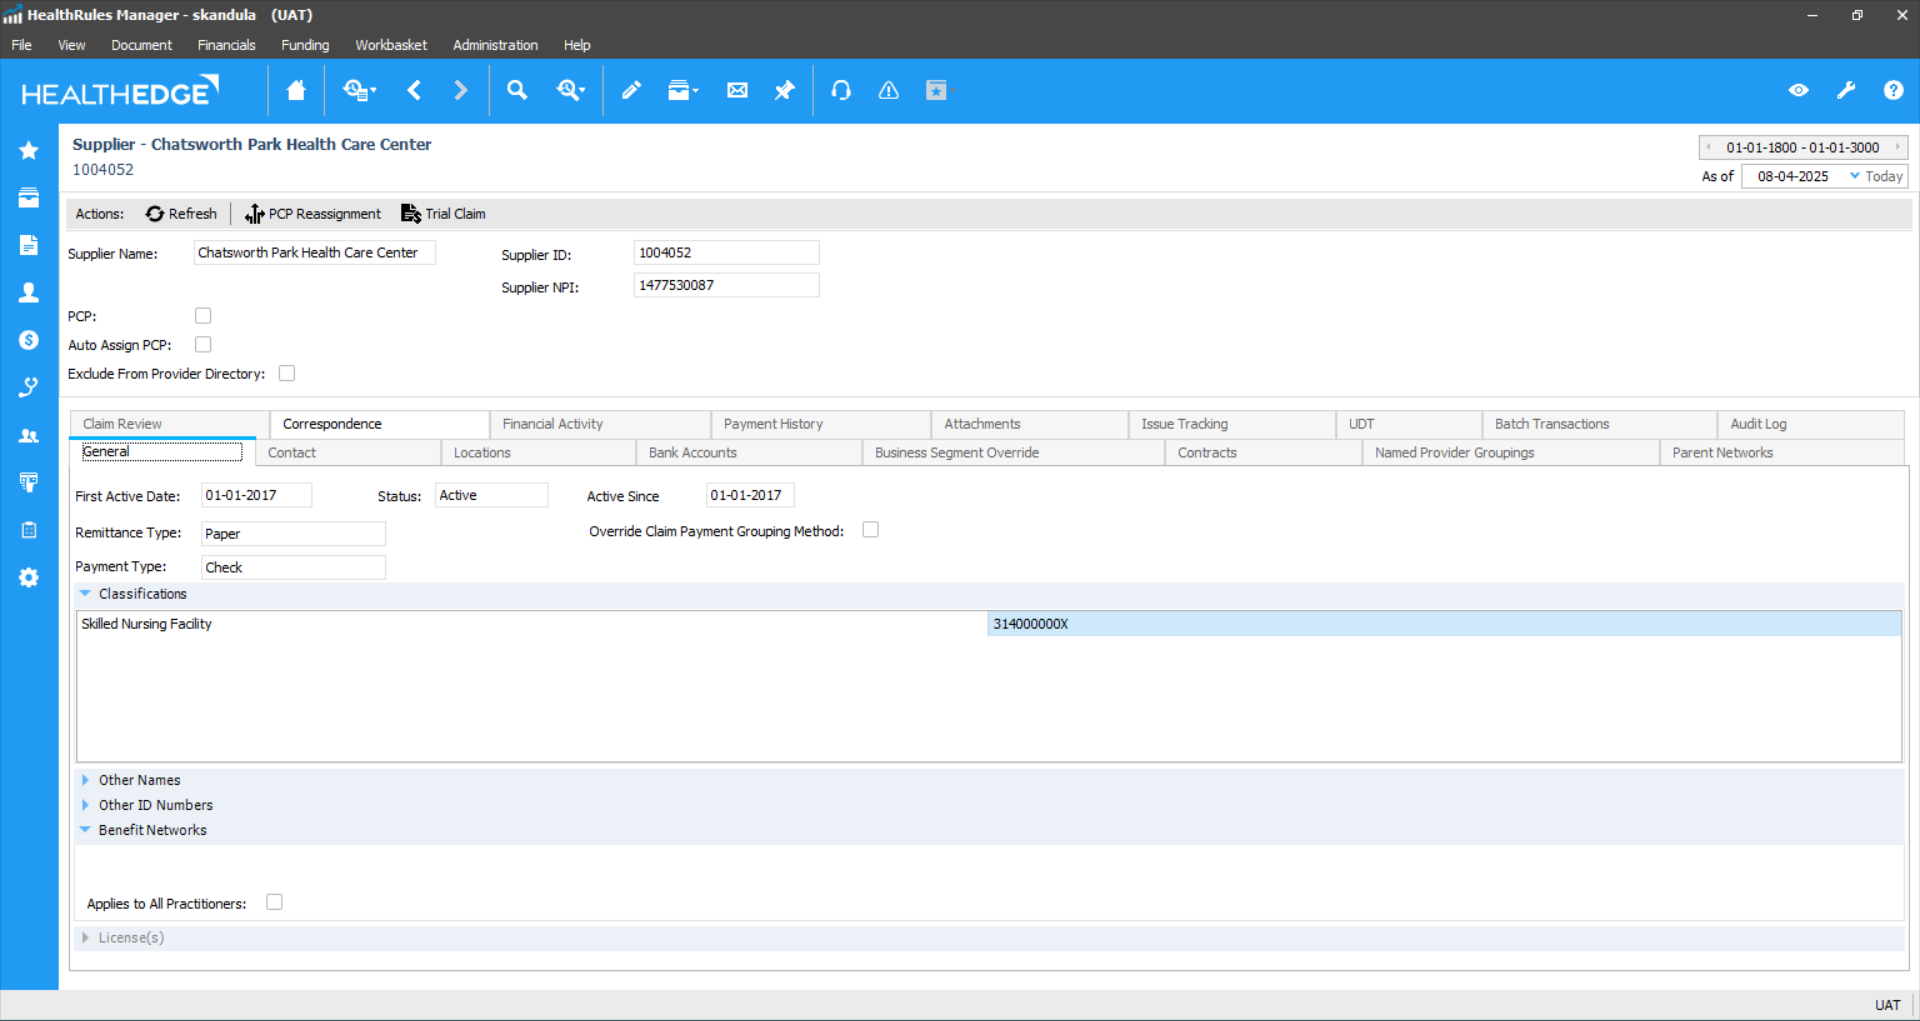 HealthRules Manager - skandula   (UAT)
File View Document Financials Funding Workbasket Administration Help
HEALTHEDGE
Supplier - Chatsworth Park Health Care Center
1004052
01-01-1800 - 01-01-3000
As of 08-04-2025 Today
Actions: Refresh PCP Reassignment Trial Claim
Supplier Name: Chatsworth Park Health Care Center Supplier ID: 1004052
Supplier NPI: 1477530087
PCP:
Auto Assign PCP:
Exclude From Provider Directory:
Claim Review Correspondence Financial Activity Payment History Attachments Issue Tracking UDT Batch Transactions Audit Log
General Contact Locations Bank Accounts Business Segment Override Contracts Named Provider Groupings Parent Networks
First Active Date: 01-01-2017 Status: Active Active Since 01-01-2017
Remittance Type: Paper Override Claim Payment Grouping Method:
Payment Type: Check
Classifications
Skilled Nursing Facility 314000000X
Other Names
Other ID Numbers
Benefit Networks
Applies to All Practitioners:
License(s)
UAT